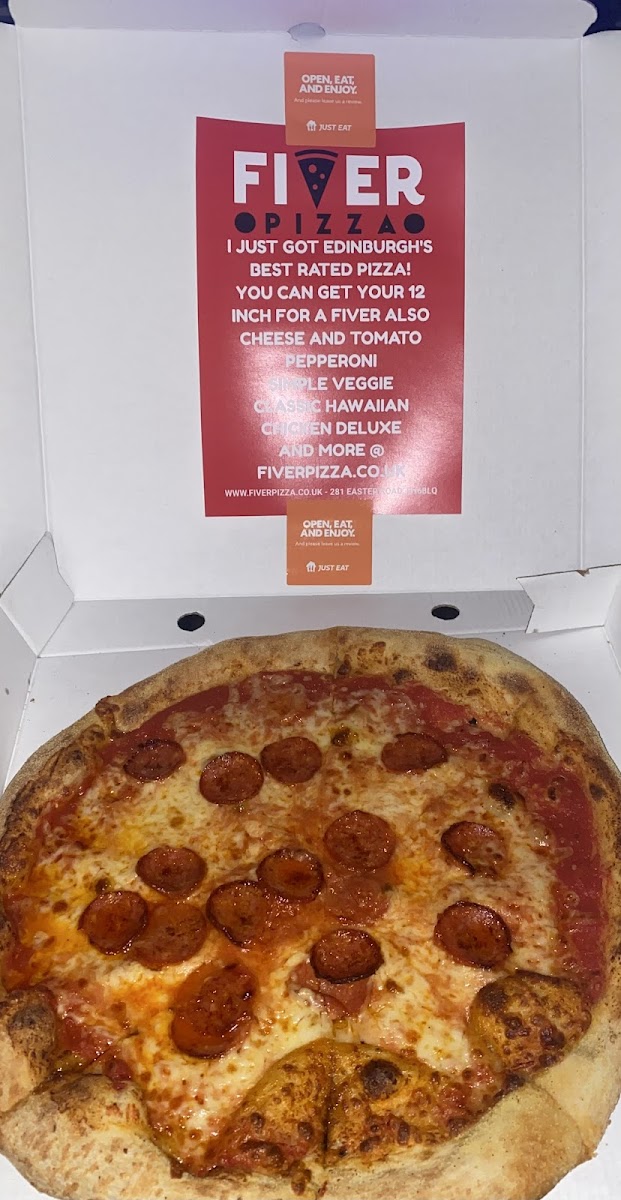 OPEN, EAT,
AND ENJOY.
And please leave us a review.
JUST EAT
FIVER
PIZZA
I JUST GOT EDINBURGH'S
BEST RATED PIZZA!
YOU CAN GET YOUR 12
INCH FOR A FIVER ALSO
CHEESE AND TOMATO
PEPPERONI
SIMPLE VEGGIE
CLASSIC HAWAIIAN
CHICKEN DELUXE
AND MORE @
FIVERPIZZA.CO.UK
WWW.FIVERPIZZA.CO.UK - 281 EASTER ROAD
OPEN, EAT,
AND ENJOY.
And please leave us a review.
JUST EAT